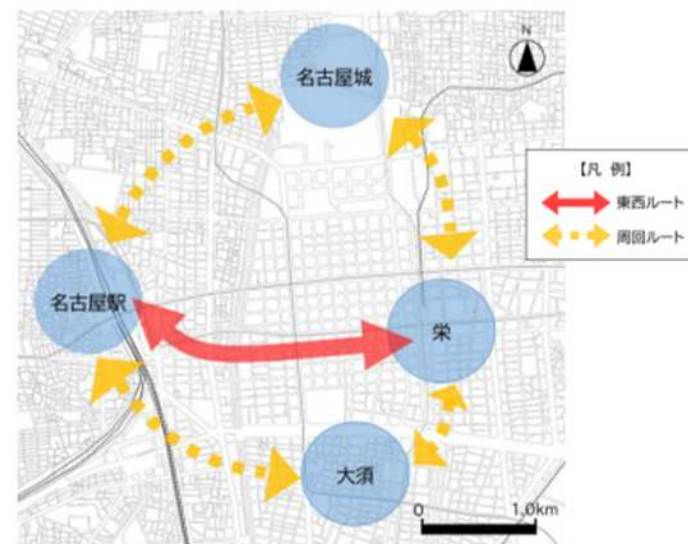 名古屋城
N
【凡 例】
東西ルート
周回ルート
名古屋駅
栄
大須
0 1.0km